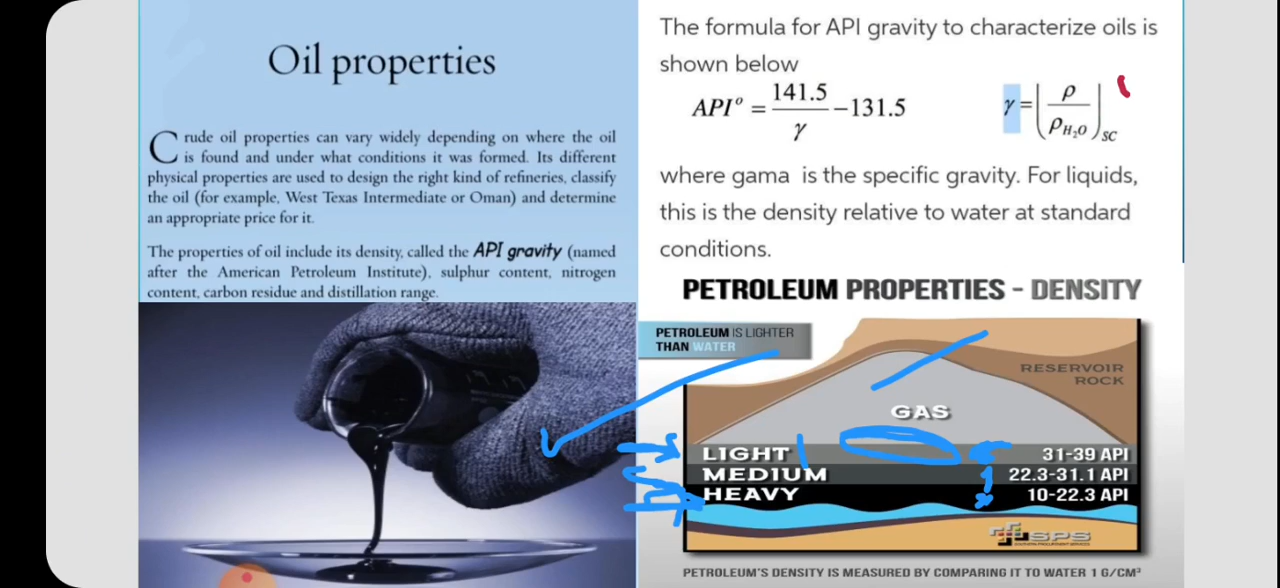 Oil properties
Crude oil properties can vary widely depending on where the oil
is found and under what conditions it was formed. Its different
physical properties are used to design the right kind of refineries, classify
the oil (for example, West Texas Intermediate or Oman) and determine
an appropriate price for it.
The properties of oil include its density, called the API gravity (named
after the American Petroleum Institute), sulphur content, nitrogen
content, carbon residue and distillation range.
The formula for API gravity to characterize oils is
shown below
API° = 141.5/γ −131.5
γ = (ρ/ρH₂O)SC
where gama is the specific gravity. For liquids,
this is the density relative to water at standard
conditions.
PETROLEUM PROPERTIES - DENSITY
PETROLEUM IS LIGHTER
THAN WATER
RESERVOIR
ROCK
GAS
LIGHT 31-39 API
MEDIUM 22.3-31.1 API
HEAVY 10-22.3 API
SPS
PETROLEUM'S DENSITY IS MEASURED BY COMPARING IT TO WATER 1 G/CM³